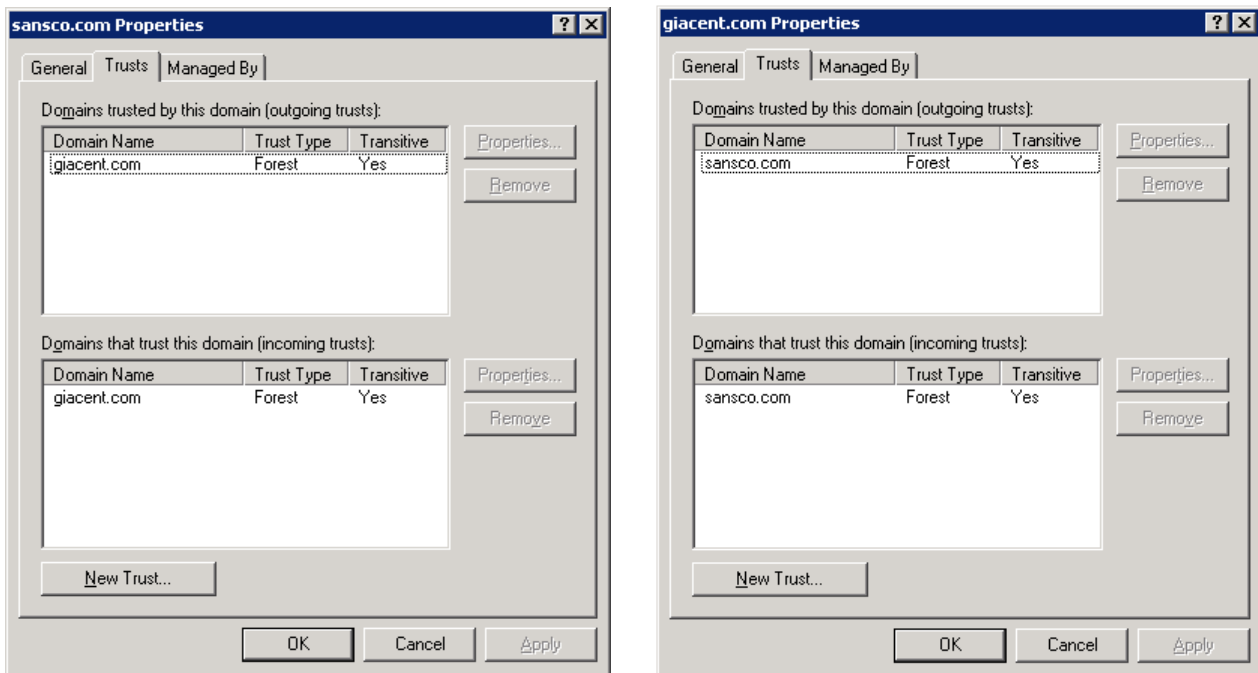 sansco.com Properties
General Trusts Managed By
Domains trusted by this domain (outgoing trusts):
Domain Name Trust Type Transitive
giacent.com Forest Yes
Properties...
Remove
Domains that trust this domain (incoming trusts):
Domain Name Trust Type Transitive
giacent.com Forest Yes
Properties...
Remove
New Trust...
OK Cancel Apply
giacent.com Properties
General Trusts Managed By
Domains trusted by this domain (outgoing trusts):
Domain Name Trust Type Transitive
sansco.com Forest Yes
Properties...
Remove
Domains that trust this domain (incoming trusts):
Domain Name Trust Type Transitive
sansco.com Forest Yes
Properties...
Remove
New Trust...
OK Cancel Apply